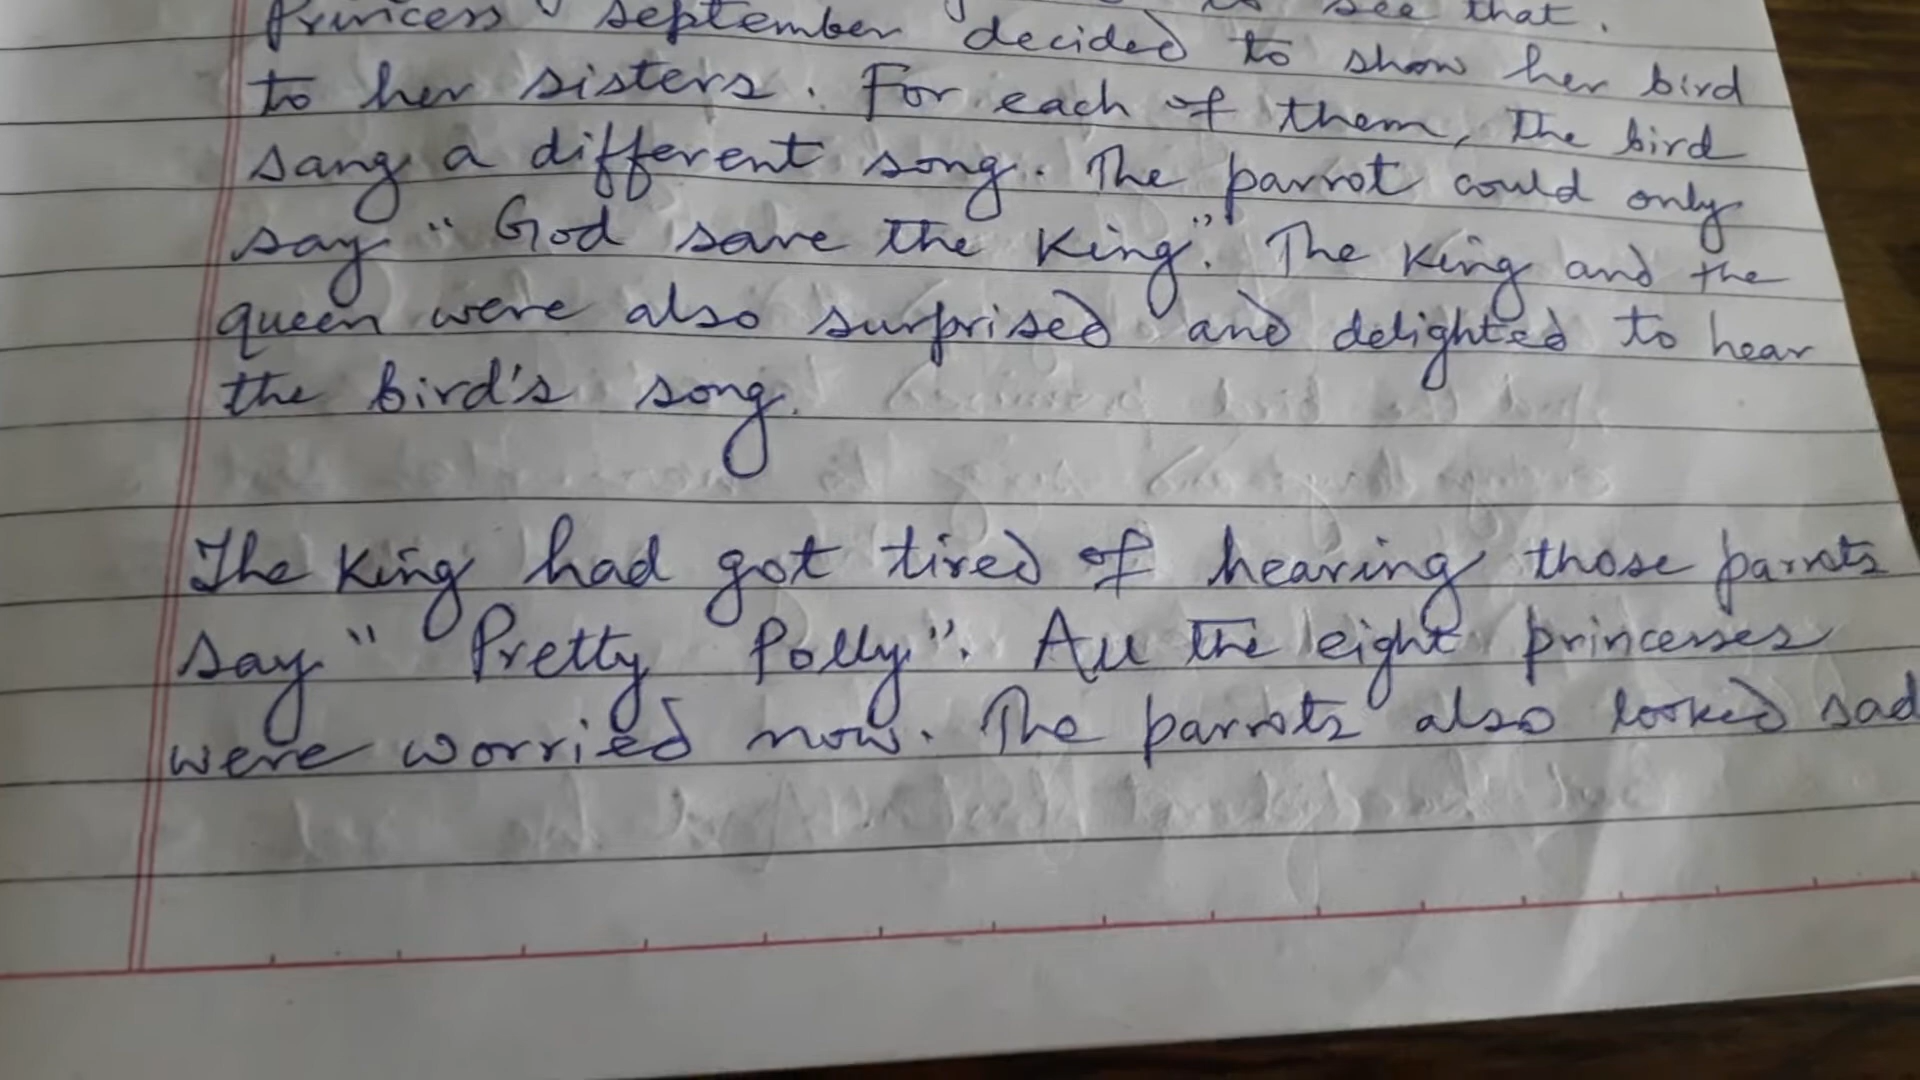 see that.
Princess September decided to show her bird
to her sisters. For each of them, The bird
sang a different song. The parrot could only
say "God save the King". The King and the
queen were also surprised and delighted to hear
the bird's song.
The King had got tired of hearing those parrots
say "Pretty Polly". All the eight princesses
were worried now. The parrots also looked sad